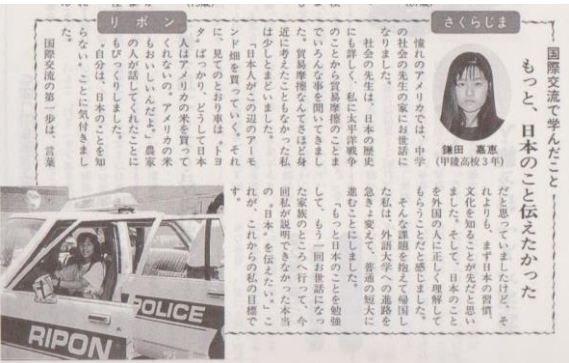 リボン
さくらじま
国際交流で学んだこと
もっと、日本のこと伝えたかった
鎌田 嘉恵
(甲陵高校3年)
憧れのアメリカでは、中学
の社会の先生の家にお世話に
なりました。
社会の先生は、日本の歴史
にも詳しく、私に太平洋戦争
のことから貿易摩擦のことま
でいろんな事を聞いてきまし
た。貿易摩擦なんてさほど身
近に考えたこともなかった私
は少しとまどいました。
「日本人がこの辺のアーモ
ンド畑を買っていく。それ
に、見てのとおり車は〝トヨ
タ〟ばっかり、どうして日本
人はアメリカの米を買って
くれないの。アメリカの米
もおいしいんだよ。」農家
の人が話してくれたことに
もびっくりしました。
〝自分は、日本のことを知
らない〟ことに気付きまし
た。
国際交流の第一歩は、言葉
だと思っていましたけど、そ
れよりも、まず日本の習慣、
文化を知ることが先だと思い
ました。そして、日本のこと
を外国の人に正しく理解して
もらうことだと感じました。
そんな課題を抱えて帰国し
た私は、外語大学への進路を
急きょ変えて、普通の短大に
進むことにしました。
「もっと日本のことを勉強
して、もう一回お世話になっ
た家族のところへ行って、今
回私が説明できなかった本当
の〝日本〟を伝えたい。」こ
れが、これからの私の目標で
す。
POLICE
RIPON